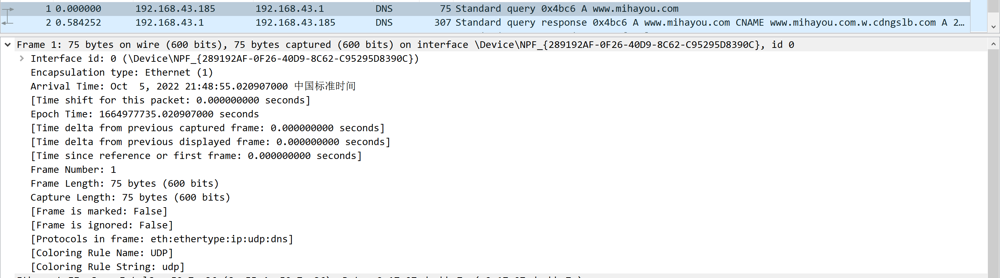 1 0.000000 192.168.43.185 192.168.43.1 DNS 75 Standard query 0x4bc6 A www.mihayou.com
2 0.584252 192.168.43.1 192.168.43.185 DNS 307 Standard query response 0x4bc6 A www.mihayou.com CNAME www.mihayou.com.w.cdngslb.com A 2…
Frame 1: 75 bytes on wire (600 bits), 75 bytes captured (600 bits) on interface \Device\NPF_{289192AF-0F26-40D9-8C62-C95295D8390C}, id 0
Interface id: 0 (\Device\NPF_{289192AF-0F26-40D9-8C62-C95295D8390C})
Encapsulation type: Ethernet (1)
Arrival Time: Oct  5, 2022 21:48:55.020907000 中国标准时间
[Time shift for this packet: 0.000000000 seconds]
Epoch Time: 1664977735.020907000 seconds
[Time delta from previous captured frame: 0.000000000 seconds]
[Time delta from previous displayed frame: 0.000000000 seconds]
[Time since reference or first frame: 0.000000000 seconds]
Frame Number: 1
Frame Length: 75 bytes (600 bits)
Capture Length: 75 bytes (600 bits)
[Frame is marked: False]
[Frame is ignored: False]
[Protocols in frame: eth:ethertype:ip:udp:dns]
[Coloring Rule Name: UDP]
[Coloring Rule String: udp]